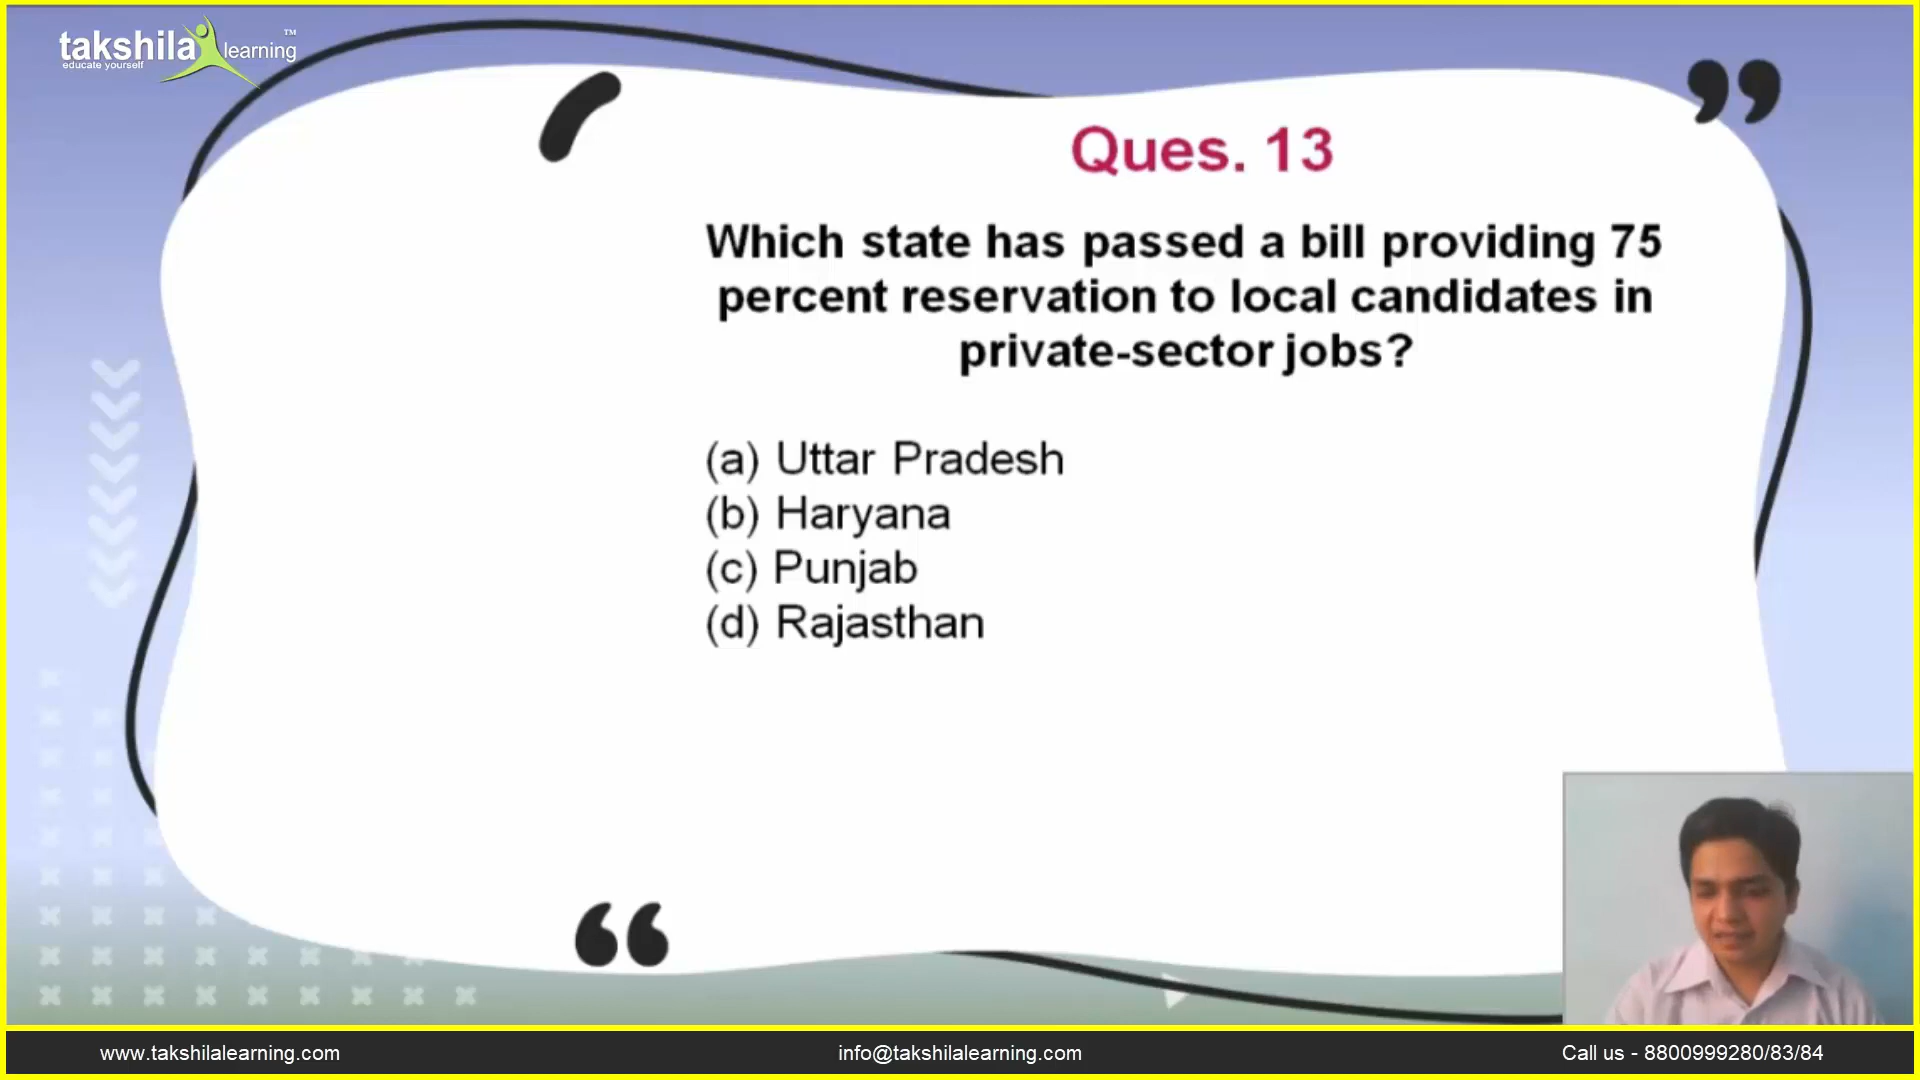 takshila learning ™
educate yourself
Ques. 13
Which state has passed a bill providing 75
percent reservation to local candidates in
private-sector jobs?
(a) Uttar Pradesh
(b) Haryana
(c) Punjab
(d) Rajasthan
www.takshilalearning.com
info@takshilalearning.com
Call us - 8800999280/83/84